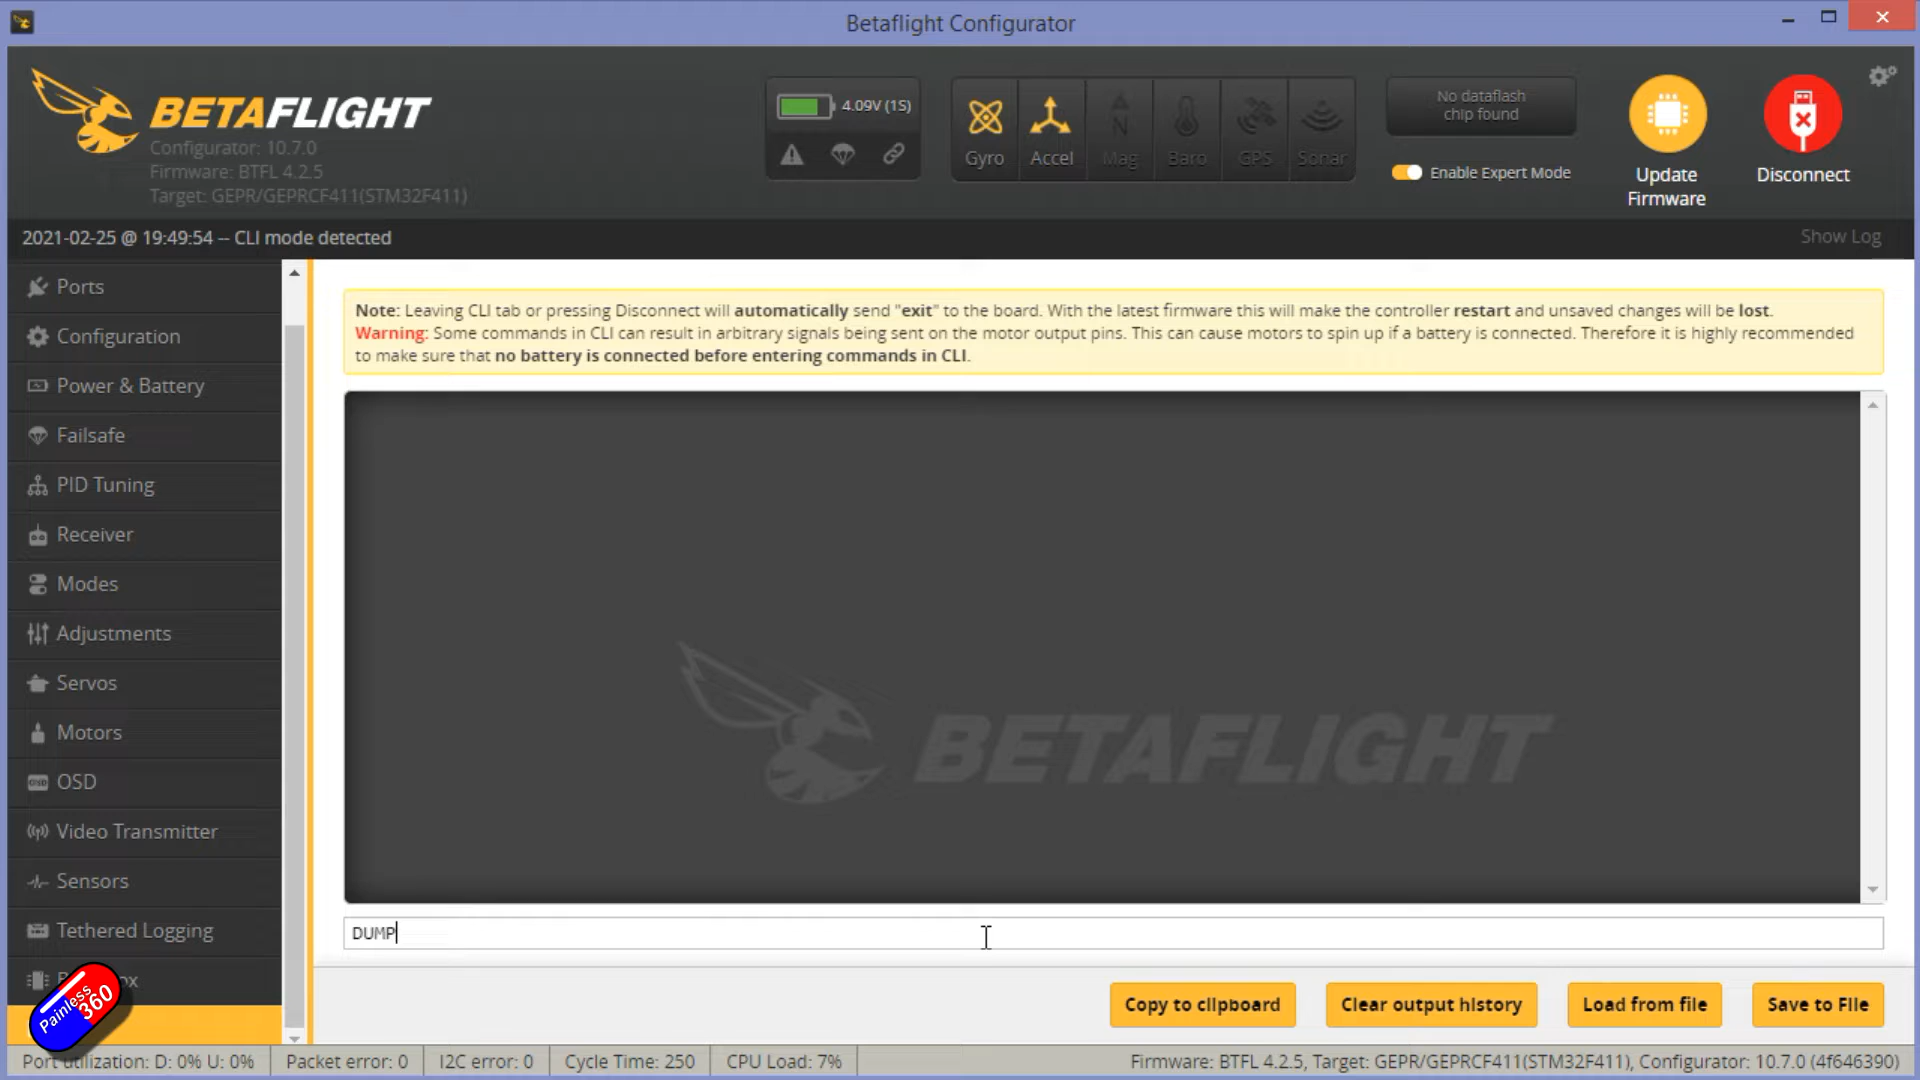 Betaflight Configurator
BETAFLIGHT
Configurator: 10.7.0
Firmware: BTFL 4.2.5
Target: GEPR/GEPRCF411(STM32F411)
4.09V (1S)
Gyro
Accel
Mag
Baro
GPS
Sonar
No dataflash
chip found
Enable Expert Mode
Update
Firmware
Disconnect
2021-02-25 @ 19:49:54 -- CLI mode detected
Show Log
Ports
Configuration
Power & Battery
Failsafe
PID Tuning
Receiver
Modes
Adjustments
Servos
Motors
OSD
Video Transmitter
Sensors
Tethered Logging
Note: Leaving CLI tab or pressing Disconnect will automatically send "exit" to the board. With the latest firmware this will make the controller restart and unsaved changes will be lost.
Warning: Some commands in CLI can result in arbitrary signals being sent on the motor output pins. This can cause motors to spin up if a battery is connected. Therefore it is highly recommended
to make sure that no battery is connected before entering commands in CLI.
BETAFLIGHT
DUMP
Copy to clipboard
Clear output history
Load from file
Save to File
Painless360
Port utilization: D: 0% U: 0%
Packet error: 0
I2C error: 0
Cycle Time: 250
CPU Load: 7%
Firmware: BTFL 4.2.5, Target: GEPR/GEPRCF411(STM32F411), Configurator: 10.7.0 (4f646390)